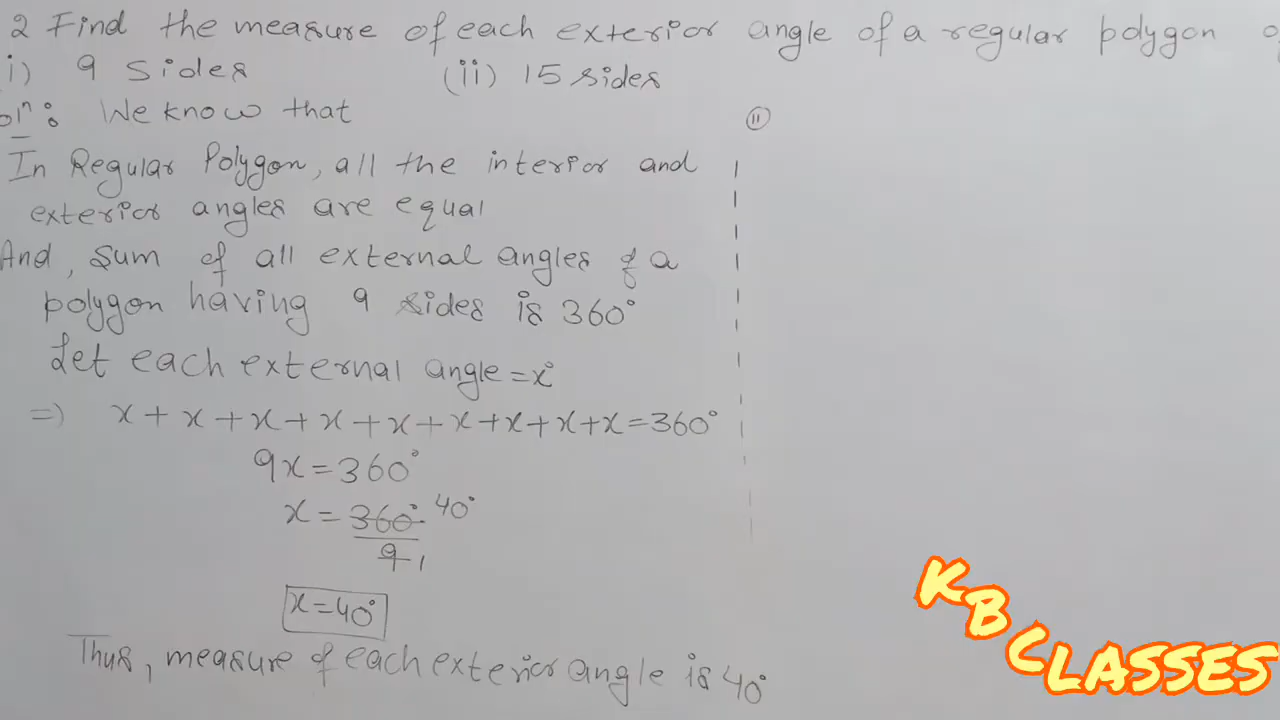 2 Find the measure of each exterior angle of a regular polygon
i) 9 sides (ii) 15 sides
olⁿ: We know that
(ii)
In Regular Polygon, all the interior and
exterior angles are equal
And, Sum of all external angles of a
polygon having 9 sides is 360°
Let each external angle = x°
=) x + x + x + x + x + x + x + x + x = 360°
9x = 360°
x = 360° 40°
9 1
x = 40°
Thus, measure of each exterior angle is 40°
KB CLASSES